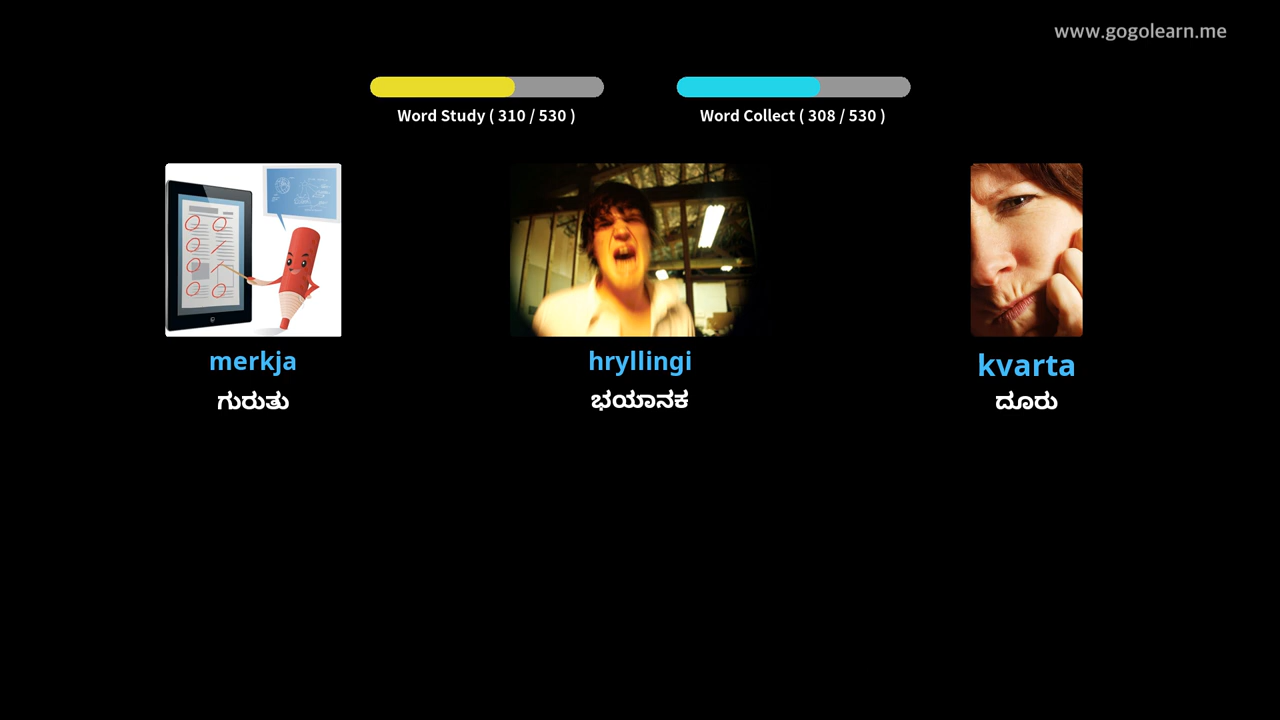 www.gogolearn.me
Word Study ( 310 / 530 )
Word Collect ( 308 / 530 )
merkja
hryllingi
kvarta
ಗುರುತು
ಭಯಾನಕ
ದೂರು